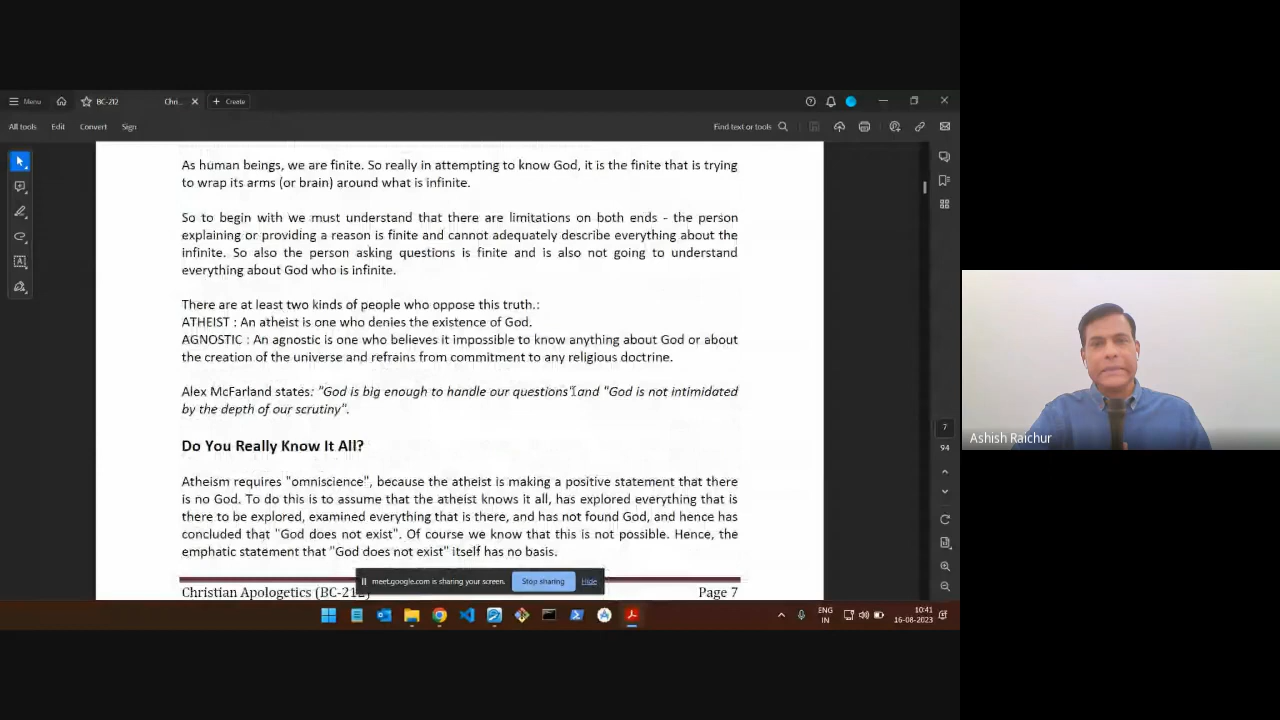 Menu
BC-212
Chri...
Create
All tools
Edit
Convert
Sign
Find text or tools
As human beings, we are finite. So really in attempting to know God, it is the finite that is trying
to wrap its arms (or brain) around what is infinite.
So to begin with we must understand that there are limitations on both ends - the person
explaining or providing a reason is finite and cannot adequately describe everything about the
infinite. So also the person asking questions is finite and is also not going to understand
everything about God who is infinite.
There are at least two kinds of people who oppose this truth.:
ATHEIST : An atheist is one who denies the existence of God.
AGNOSTIC : An agnostic is one who believes it impossible to know anything about God or about
the creation of the universe and refrains from commitment to any religious doctrine.
Alex McFarland states: "God is big enough to handle our questions" and "God is not intimidated
by the depth of our scrutiny".
Do You Really Know It All?
Atheism requires "omniscience", because the atheist is making a positive statement that there
is no God. To do this is to assume that the atheist knows it all, has explored everything that is
there to be explored, examined everything that is there, and has not found God, and hence has
concluded that "God does not exist". Of course we know that this is not possible. Hence, the
emphatic statement that "God does not exist" itself has no basis.
Christian Apologetics (BC-212)
Page 7
meet.google.com is sharing your screen.
Stop sharing
Hide
7
94
ENG
IN
10:41
16-08-2023
Ashish Raichur